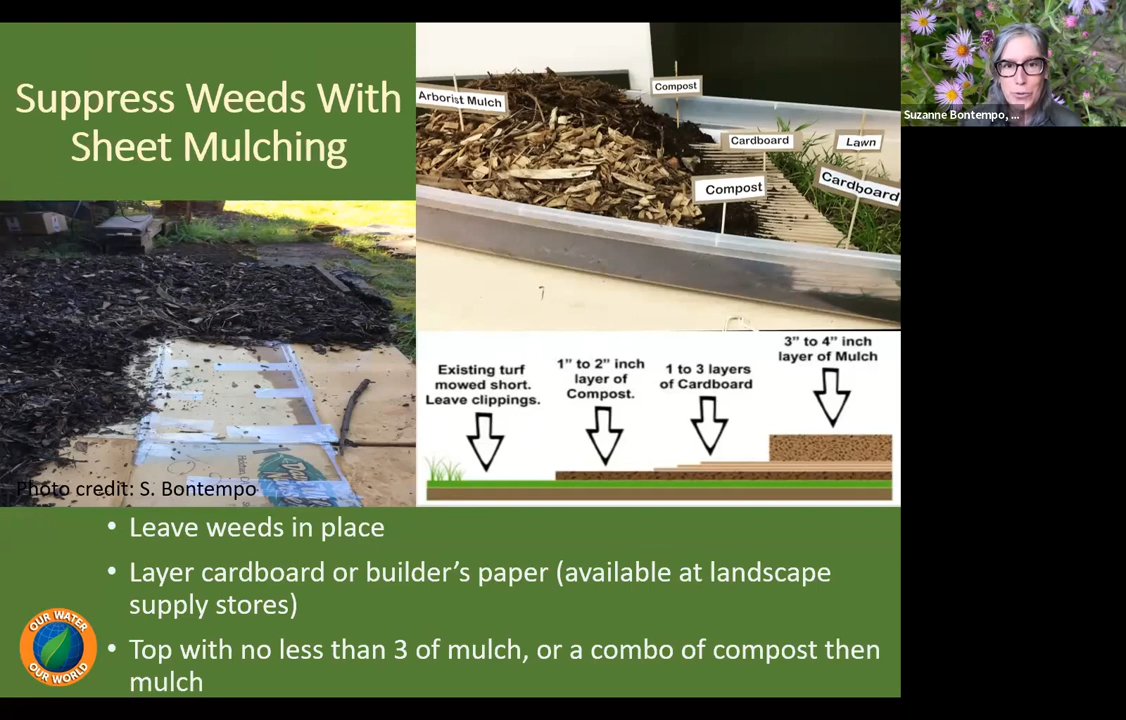 Suppress Weeds With
Sheet Mulching
Arborist Mulch
Compost
Cardboard
Lawn
Compost
Cardboard
Suzanne Bontempo, ...
Photo credit: S. Bontempo
Existing turf
mowed short.
Leave clippings.
1” to 2” inch
layer of
Compost.
1 to 3 layers
of Cardboard
3” to 4” inch
layer of Mulch
• Leave weeds in place
• Layer cardboard or builder’s paper (available at landscape
supply stores)
• Top with no less than 3 of mulch, or a combo of compost then
mulch
OUR WATER
OUR WORLD